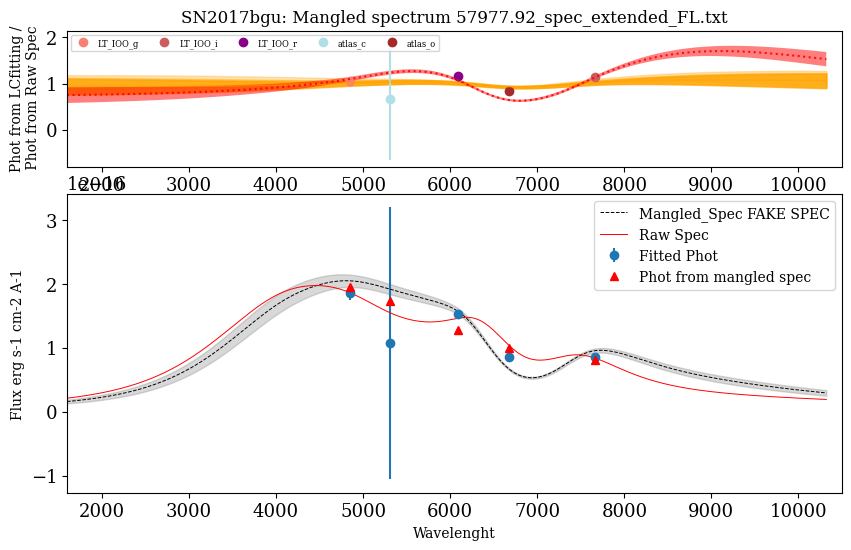 SN2017bgu: Mangled spectrum 57977.92_spec_extended_FL.txt
Phot from LCfitting /
Phot from Raw Spec
LT_IOO_g LT_IOO_i LT_IOO_r atlas_c atlas_o
2
1
0
2000 3000 4000 5000 6000 7000 8000 9000 10000
1e−16
Flux erg s-1 cm-2 A-1
Mangled_Spec FAKE SPEC
Raw Spec
Fitted Phot
Phot from mangled spec
3
2
1
0
−1
2000 3000 4000 5000 6000 7000 8000 9000 10000
Wavelenght